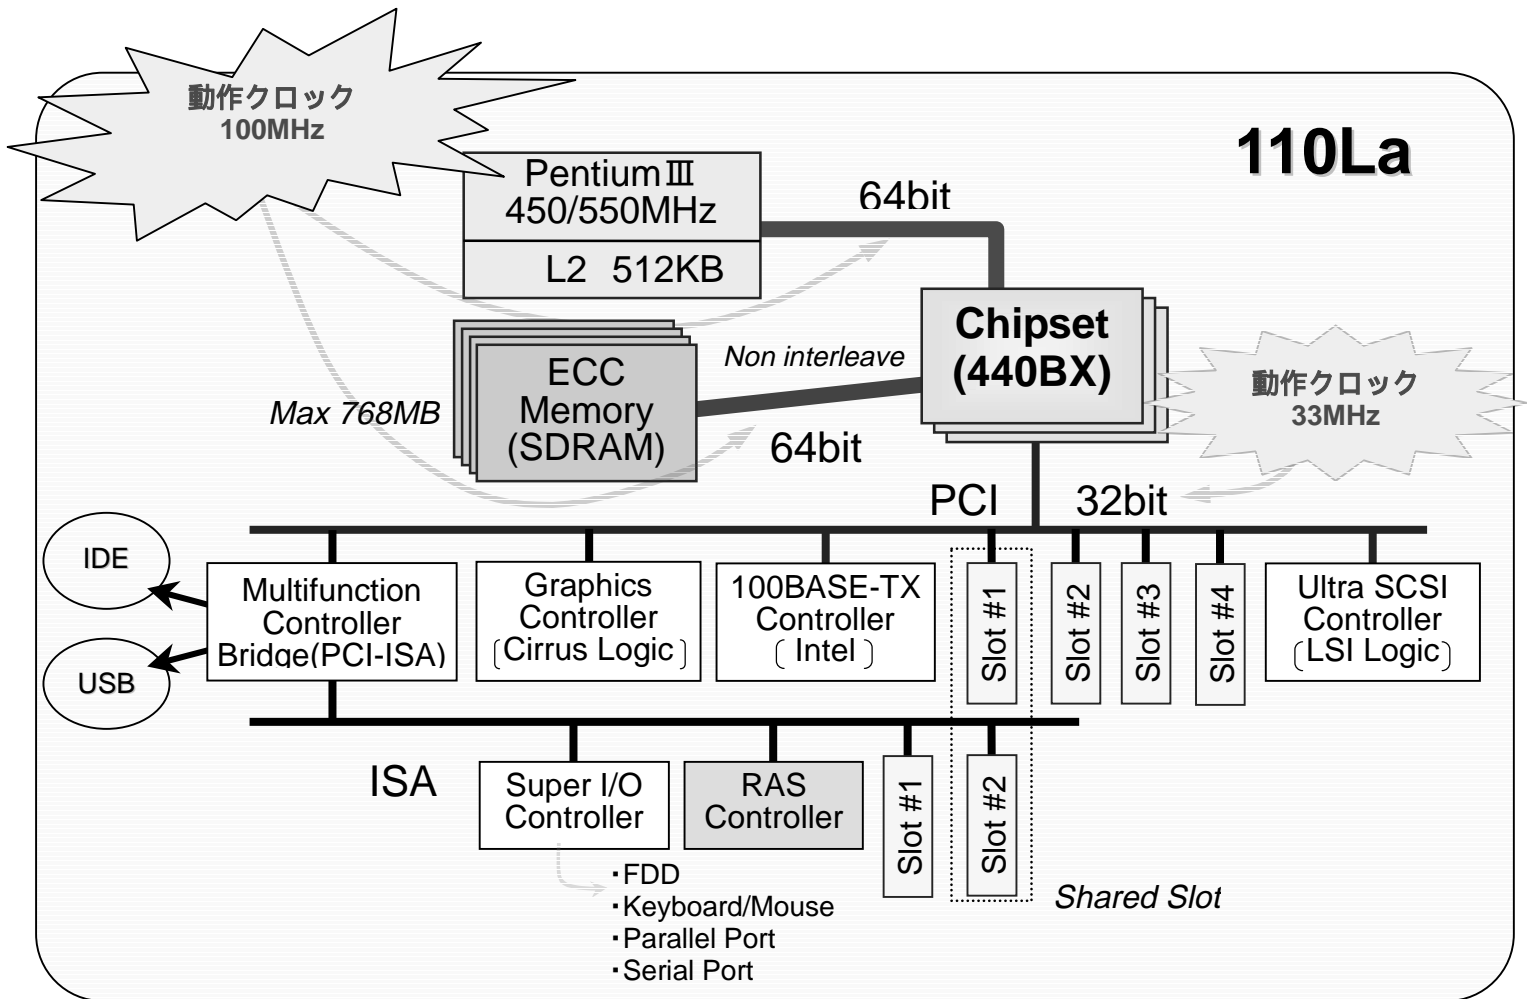 動作クロック
100MHz
110La
PentiumⅢ
450/550MHz
L2 512KB
64bit
Chipset
(440BX)
Non interleave
ECC
Memory
(SDRAM)
Max 768MB
64bit
動作クロック
33MHz
PCI
32bit
IDE
USB
Multifunction
Controller
Bridge(PCI-ISA)
Graphics
Controller
(Cirrus Logic)
100BASE-TX
Controller
(Intel)
Slot #1
Slot #2
Slot #3
Slot #4
Ultra SCSI
Controller
(LSI Logic)
ISA
Super I/O
Controller
RAS
Controller
Slot #1
Slot #2
Shared Slot
・FDD
・Keyboard/Mouse
・Parallel Port
・Serial Port